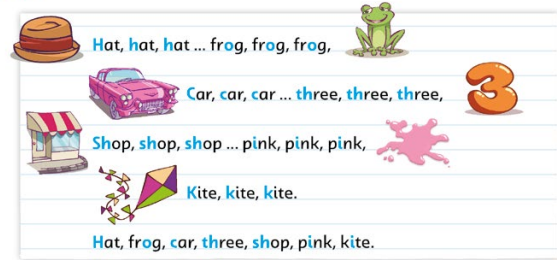 Hat, hat, hat ... frog, frog, frog,
Car, car, car ... three, three, three,
3
Shop, shop, shop ... pink, pink, pink,
Kite, kite, kite.
Hat, frog, car, three, shop, pink, kite.